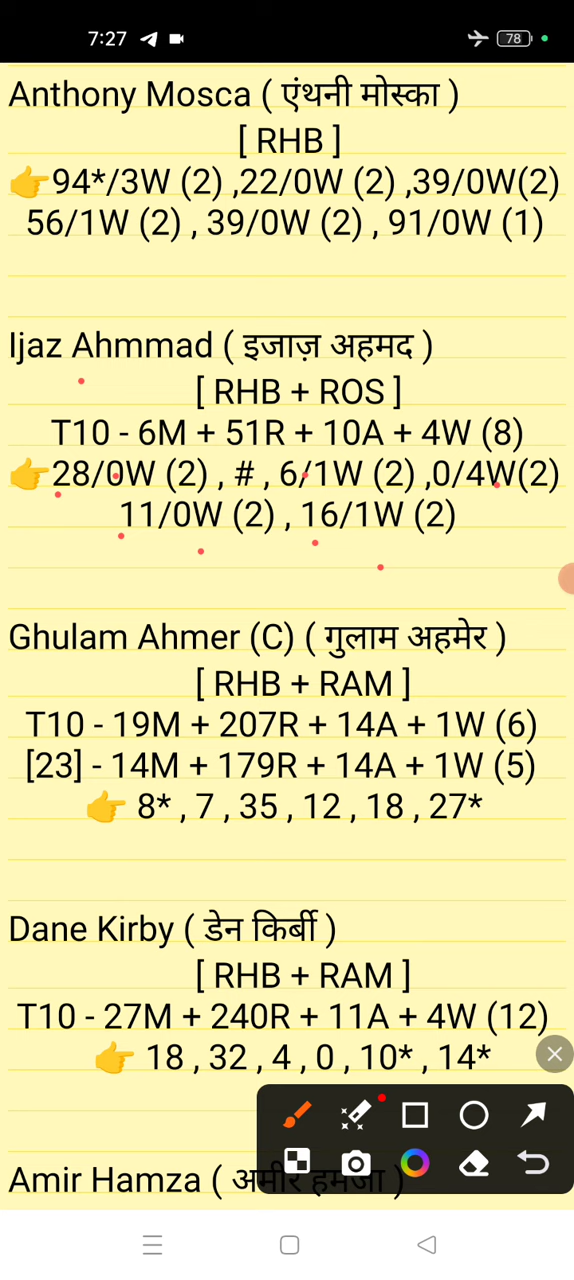 7:27
78
Anthony Mosca ( एंथनी मोस्का )
[ RHB ]
👉94*/3W (2) ,22/0W (2) ,39/0W(2)
56/1W (2) , 39/0W (2) , 91/0W (1)
Ijaz Ahmmad ( इजाज़ अहमद )
[ RHB + ROS ]
T10 - 6M + 51R + 10A + 4W (8)
👉28/0W (2) , # , 6/1W (2) ,0/4W(2)
11/0W (2) , 16/1W (2)
Ghulam Ahmer (C) ( गुलाम अहमेर )
[ RHB + RAM ]
T10 - 19M + 207R + 14A + 1W (6)
[23] - 14M + 179R + 14A + 1W (5)
👉 8* , 7 , 35 , 12 , 18 , 27*
Dane Kirby ( डेन किर्बी )
[ RHB + RAM ]
T10 - 27M + 240R + 11A + 4W (12)
👉 18 , 32 , 4 , 0 , 10* , 14*
Amir Hamza ( अमीर हमजा )